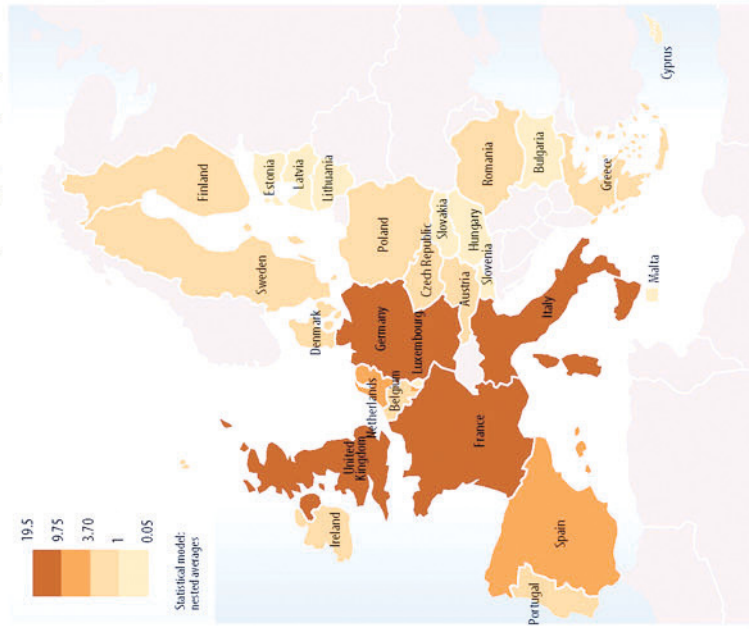 19.5
9.75
3.70
1
0.05
Statistical model:
nested averages
Finland
Sweden
Estonia
Latvia
Lithuania
Denmark
Ireland
United
Kingdom
Netherlands
Belgium
Luxembourg
Germany
Poland
Czech Republic
Slovakia
Austria
Hungary
Slovenia
Romania
Bulgaria
France
Italy
Spain
Portugal
Greece
Malta
Cyprus